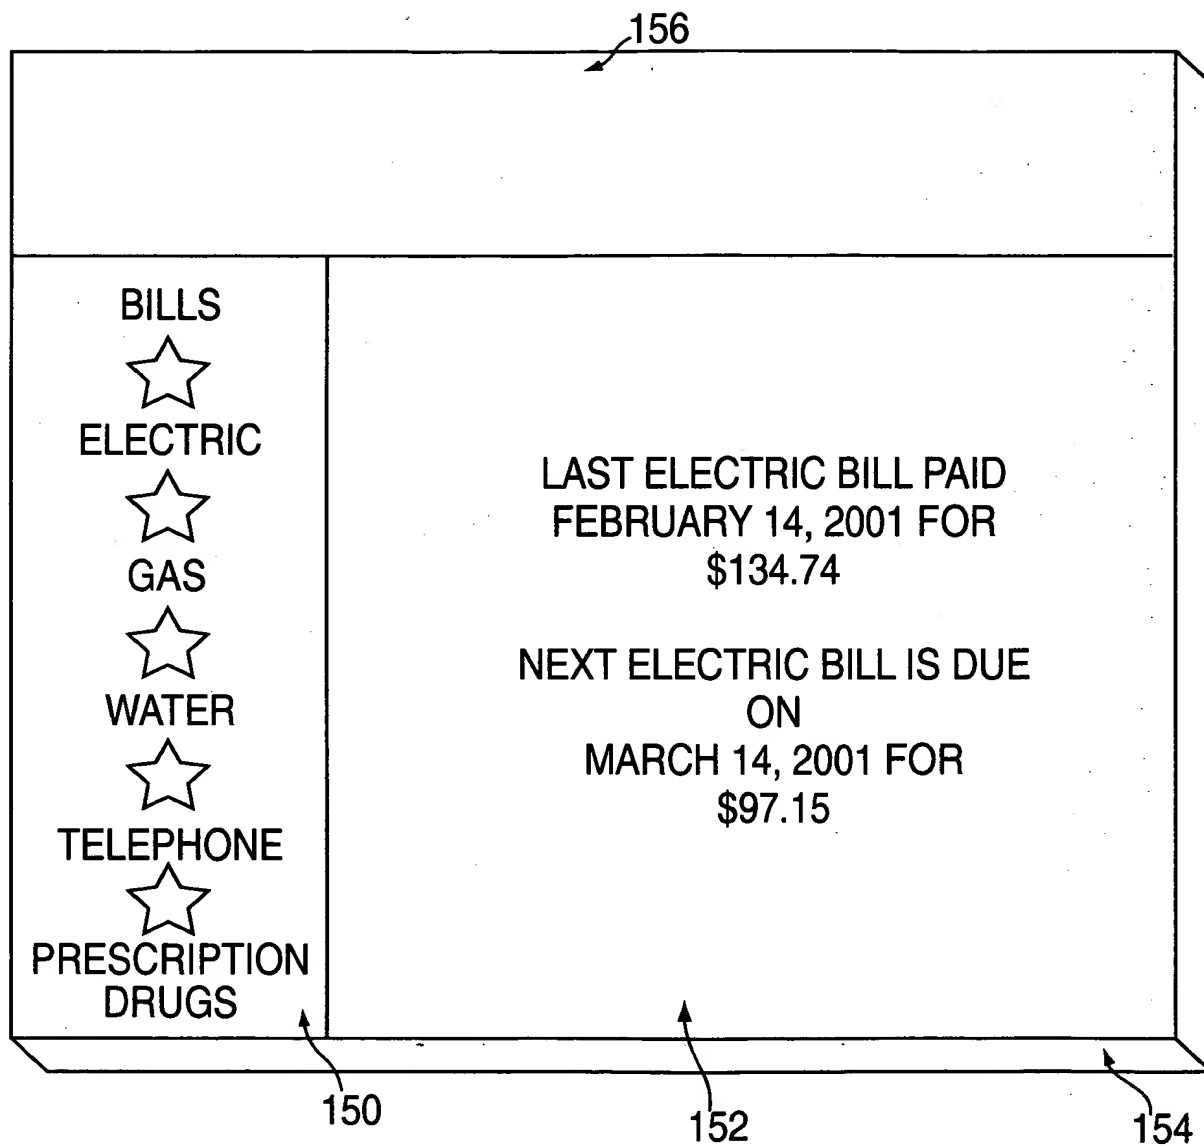 156
BILLS
ELECTRIC
GAS
WATER
TELEPHONE
PRESCRIPTION
DRUGS
LAST ELECTRIC BILL PAID
FEBRUARY 14, 2001 FOR
$134.74
NEXT ELECTRIC BILL IS DUE
ON
MARCH 14, 2001 FOR
$97.15
150
152
154